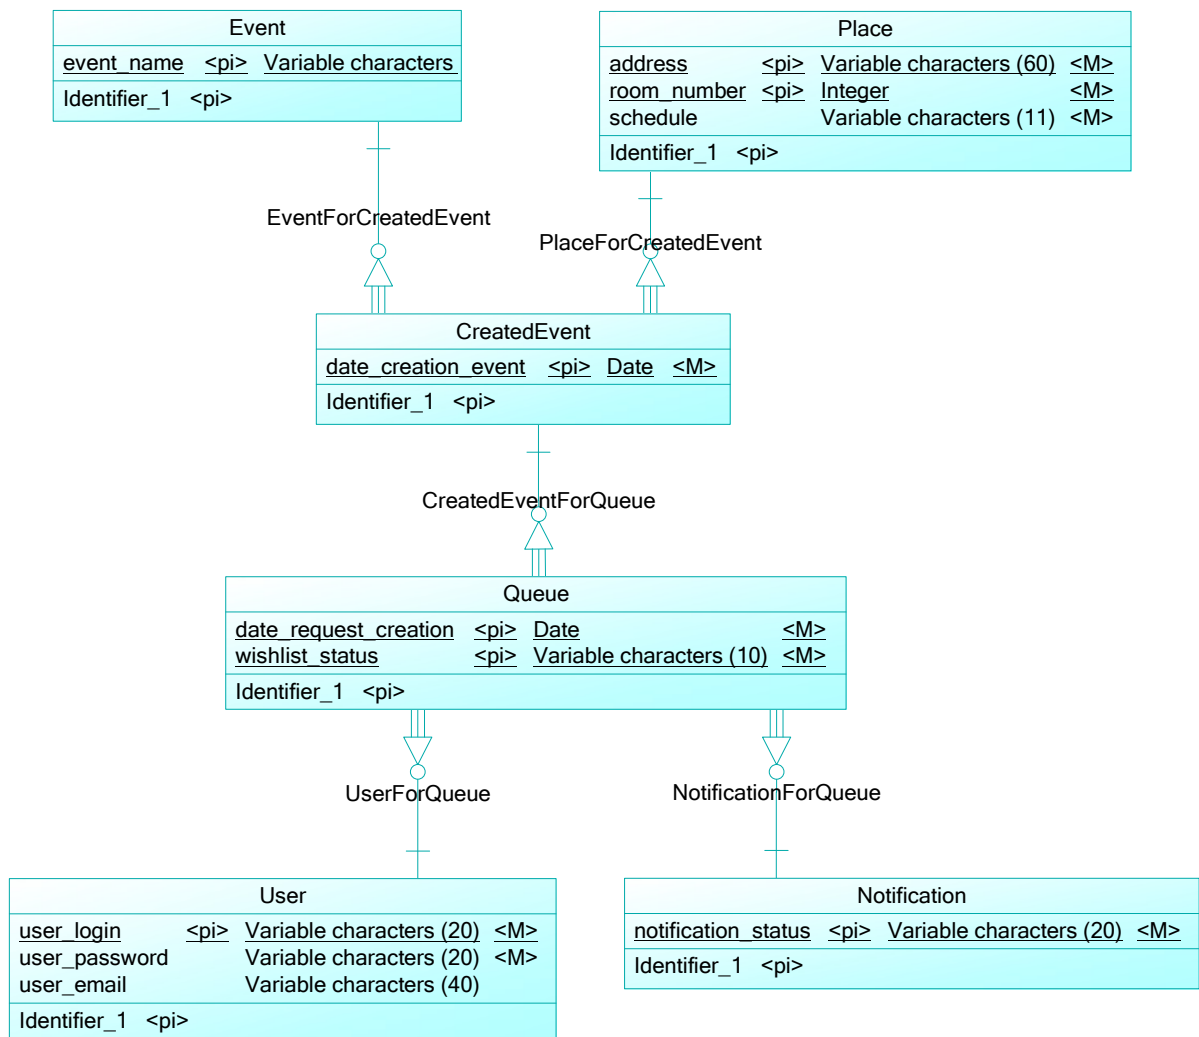 Event
event_name <pi> Variable characters
Identifier_1 <pi>
Place
address <pi> Variable characters (60) <M>
room_number <pi> Integer <M>
schedule Variable characters (11) <M>
Identifier_1 <pi>
EventForCreatedEvent
PlaceForCreatedEvent
CreatedEvent
date_creation_event <pi> Date <M>
Identifier_1 <pi>
CreatedEventForQueue
Queue
date_request_creation <pi> Date <M>
wishlist_status <pi> Variable characters (10) <M>
Identifier_1 <pi>
UserForQueue
NotificationForQueue
User
user_login <pi> Variable characters (20) <M>
user_password Variable characters (20) <M>
user_email Variable characters (40)
Identifier_1 <pi>
Notification
notification_status <pi> Variable characters (20) <M>
Identifier_1 <pi>